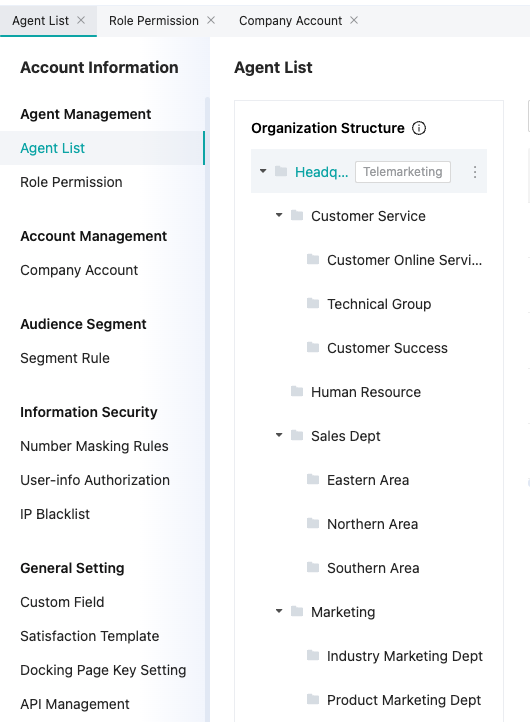 Agent List
Role Permission
Company Account
Account Information
Agent Management
Agent List
Role Permission
Account Management
Company Account
Audience Segment
Segment Rule
Information Security
Number Masking Rules
User-info Authorization
IP Blacklist
General Setting
Custom Field
Satisfaction Template
Docking Page Key Setting
API Management
Agent List
Organization Structure
Headq... Telemarketing
Customer Service
Customer Online Servi...
Technical Group
Customer Success
Human Resource
Sales Dept
Eastern Area
Northern Area
Southern Area
Marketing
Industry Marketing Dept
Product Marketing Dept